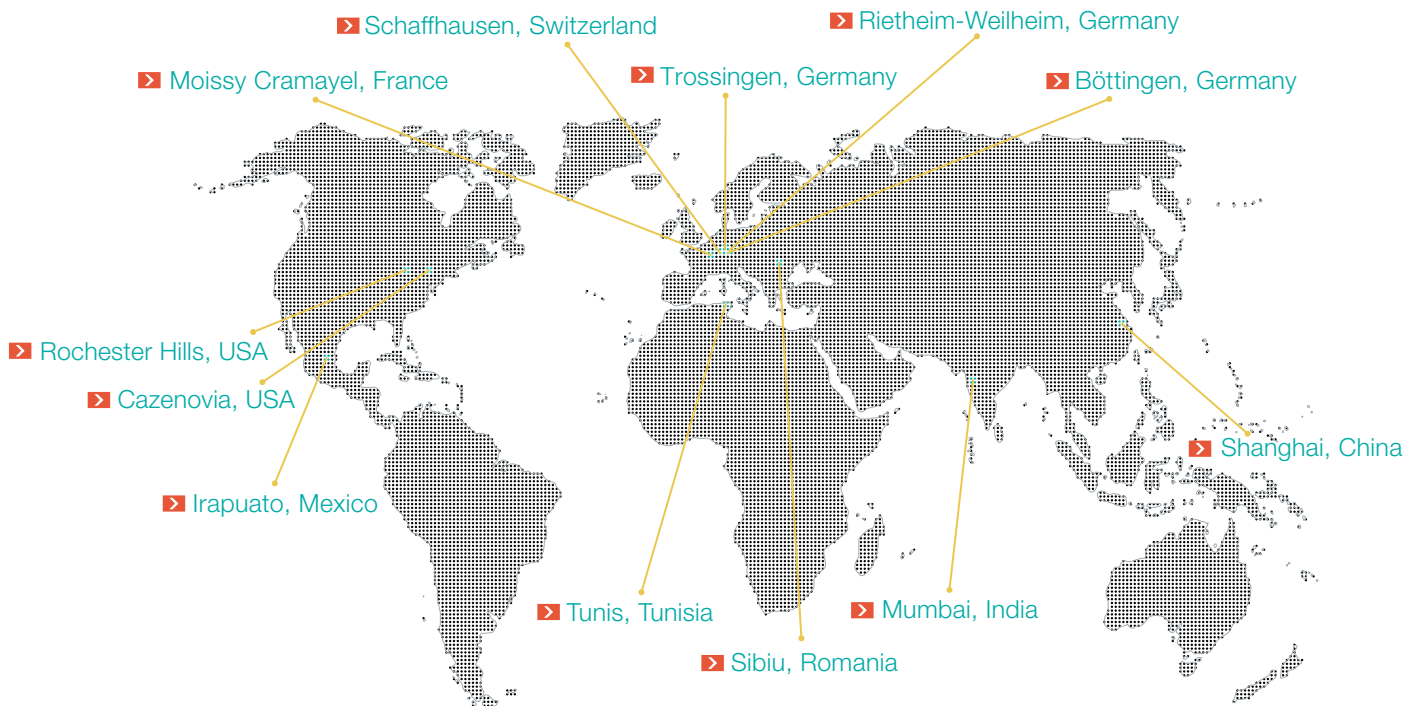 Schaffhausen, Switzerland
Rietheim-Weilheim, Germany
Moissy Cramayel, France
Trossingen, Germany
Böttingen, Germany
Rochester Hills, USA
Cazenovia, USA
Shanghai, China
Irapuato, Mexico
Tunis, Tunisia
Mumbai, India
Sibiu, Romania